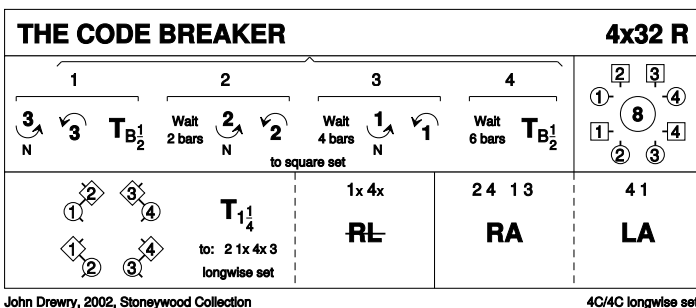 THE CODE BREAKER 4x32 R
1 2 3 4
3 3 T B 1/2 Wait 2 bars 2 2 Wait 4 bars 1 1 Wait 6 bars T B 1/2
N N N
to square set
2 3
1 4
8
1 4
2 3
2 3
1 4
1 4
2 3
T 1 1/4
to: 2 1x 4x 3
longwise set
1x 4x
RL
2 4 1 3
RA
4 1
LA
John Drewry, 2002, Stoneywood Collection 4C/4C longwise set